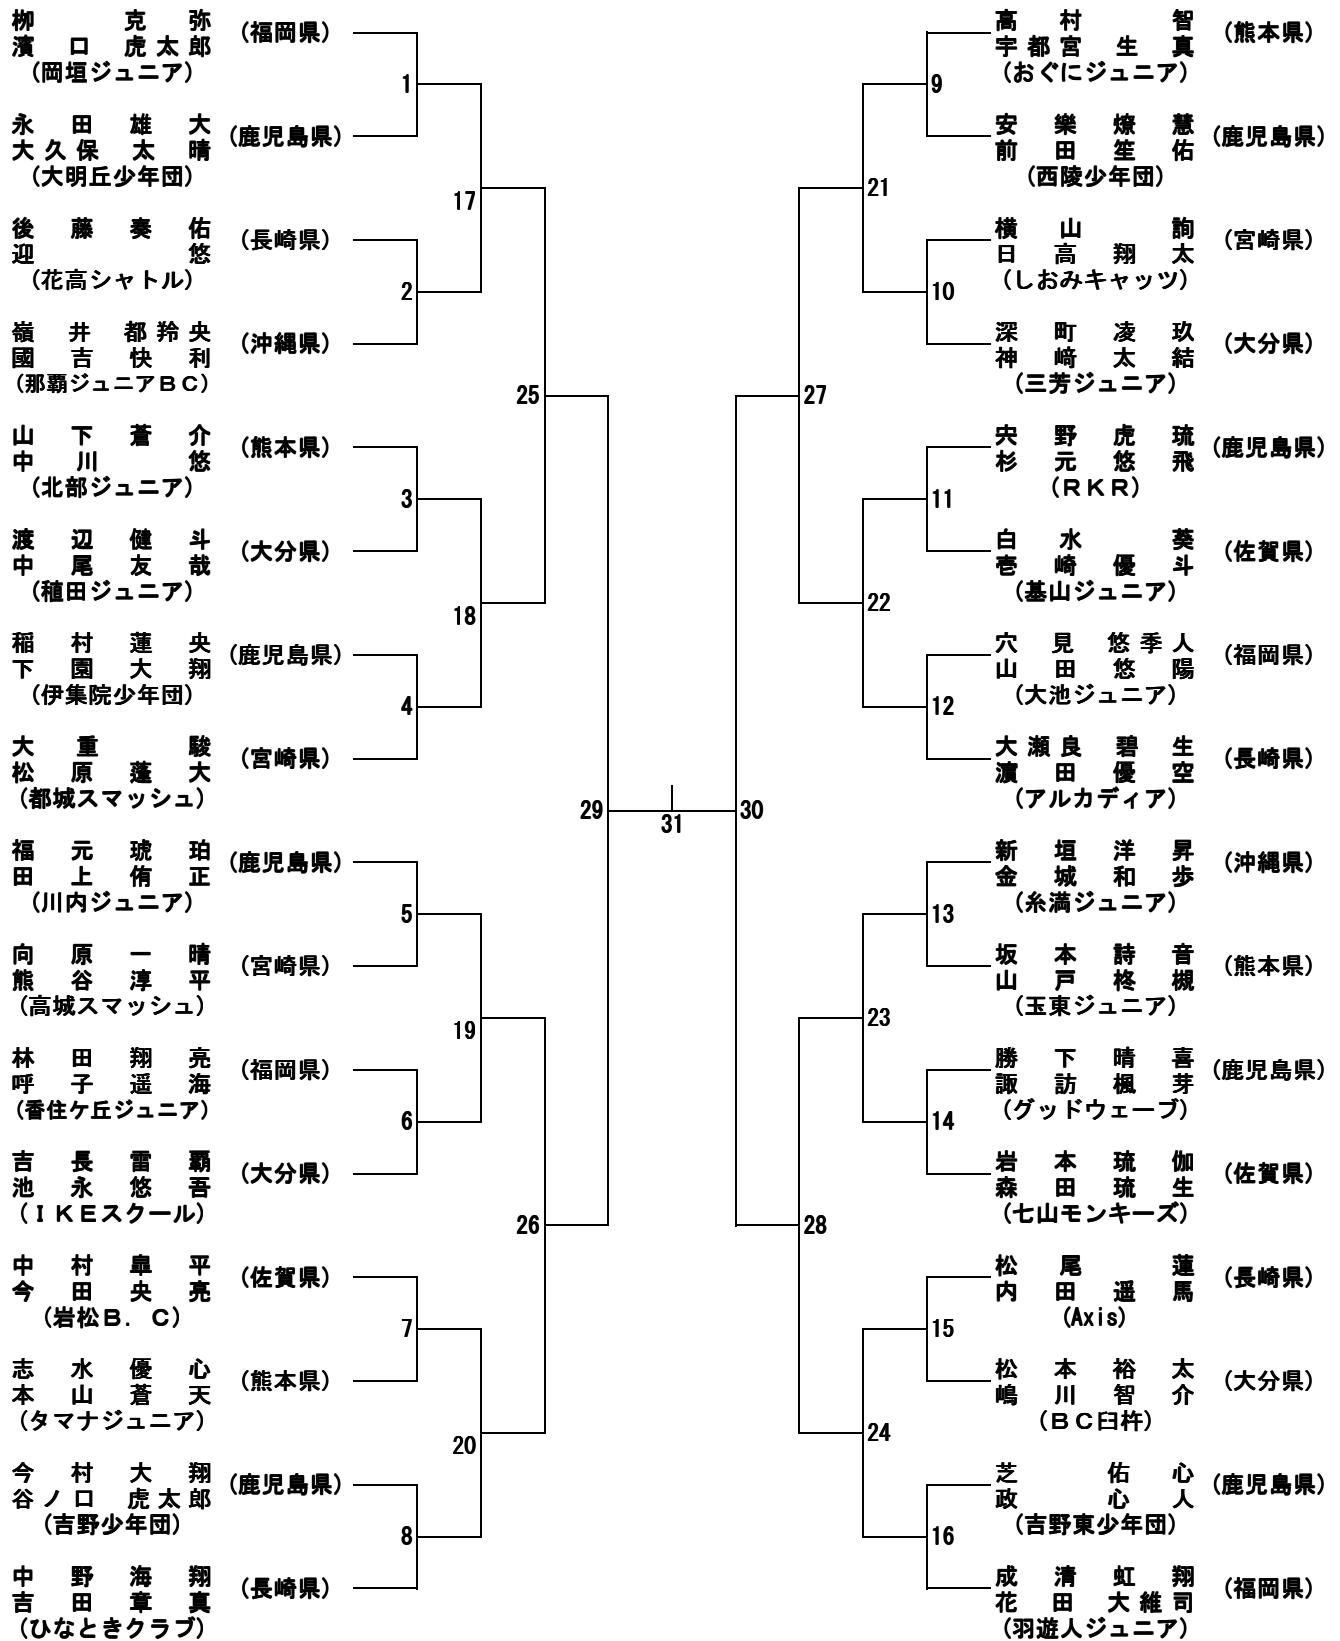 栁 克弥 (福岡県)
濱口 虎太郎
(岡垣ジュニア)
1
永田 雄大 (鹿児島県)
大久保 太晴
(大明丘少年団)
17
後藤 奏佑 (長崎県)
迎 悠
(花高シャトル)
2
嶺井 都羚央 (沖縄県)
國吉 快利
(那覇ジュニアBC)
25
山下 蒼介 (熊本県)
中川 悠
(北部ジュニア)
3
渡辺 健斗 (大分県)
中尾 友哉
(稙田ジュニア)
18
稲村 蓮央 (鹿児島県)
下園 大翔
(伊集院少年団)
4
大重 駿 (宮崎県)
松原 蓬大
(都城スマッシュ)
29
福元 琥珀 (鹿児島県)
田上 侑正
(川内ジュニア)
5
向原 一晴 (宮崎県)
熊谷 淳平
(高城スマッシュ)
19
林田 翔亮 (福岡県)
呼子 遥海
(香住ケ丘ジュニア)
6
吉長 雷覇 (大分県)
池永 悠吾
(IKEスクール)
26
中村 皐平 (佐賀県)
今田 央亮
(岩松B.C)
7
志水 優心 (熊本県)
本山 蒼天
(タマナジュニア)
20
今村 大翔 (鹿児島県)
谷ノ口 虎太郎
(吉野少年団)
8
中野 海翔 (長崎県)
吉田 章真
(ひなときクラブ)
31
高村 智 (熊本県)
宇都宮 生真
(おぐにジュニア)
9
安樂 燎慧 (鹿児島県)
前田 笙佑
(西陵少年団)
21
横山 詢 (宮崎県)
日高 翔太
(しおみキャッツ)
10
深町 凌玖 (大分県)
神﨑 太結
(三芳ジュニア)
27
宍野 虎琉 (鹿児島県)
杉元 悠飛
(RKR)
11
白水 葵 (佐賀県)
壱崎 優斗
(基山ジュニア)
22
穴見 悠季人 (福岡県)
山田 悠陽
(大池ジュニア)
12
大瀬良 碧生 (長崎県)
濵田 優空
(アルカディア)
30
新垣 洋昇 (沖縄県)
金城 和歩
(糸満ジュニア)
13
坂本 詩音 (熊本県)
山戸 柊槻
(玉東ジュニア)
23
勝下 晴喜 (鹿児島県)
諏訪 楓芽
(グッドウェーブ)
14
岩本 琉伽 (佐賀県)
森田 琉生
(七山モンキーズ)
28
松尾 蓮 (長崎県)
内田 遥馬
(Axis)
15
松本 裕太 (大分県)
嶋川 智介
(BC臼杵)
24
芝 佑心 (鹿児島県)
政 心人
(吉野東少年団)
16
成清 虹翔 (福岡県)
花田 大維司
(羽遊人ジュニア)